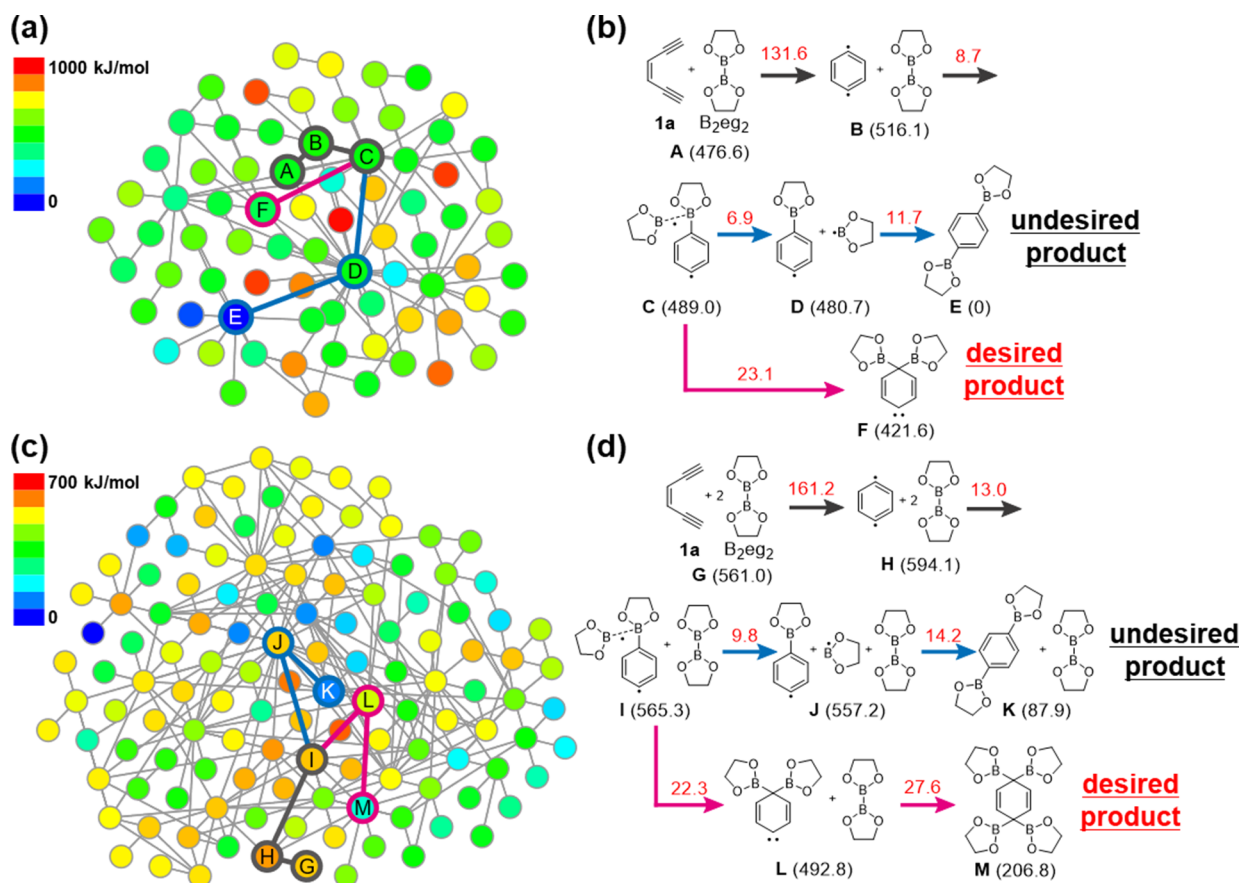 (a)
1000 kJ/mol
0
A
B
C
F
D
E
(b)
1a
+
B₂eg₂
A (476.6)
131.6
+
B (516.1)
8.7
C (489.0)
6.9
+
D (480.7)
11.7
E (0)
undesired
product
23.1
F (421.6)
desired
product
(c)
700 kJ/mol
0
J
K
L
I
M
H
G
(d)
1a
+ 2
B₂eg₂
G (561.0)
161.2
+ 2
H (594.1)
13.0
+
I (565.3)
9.8
+
+
J (557.2)
14.2
+
K (87.9)
undesired
product
22.3
+
L (492.8)
27.6
M (206.8)
desired
product